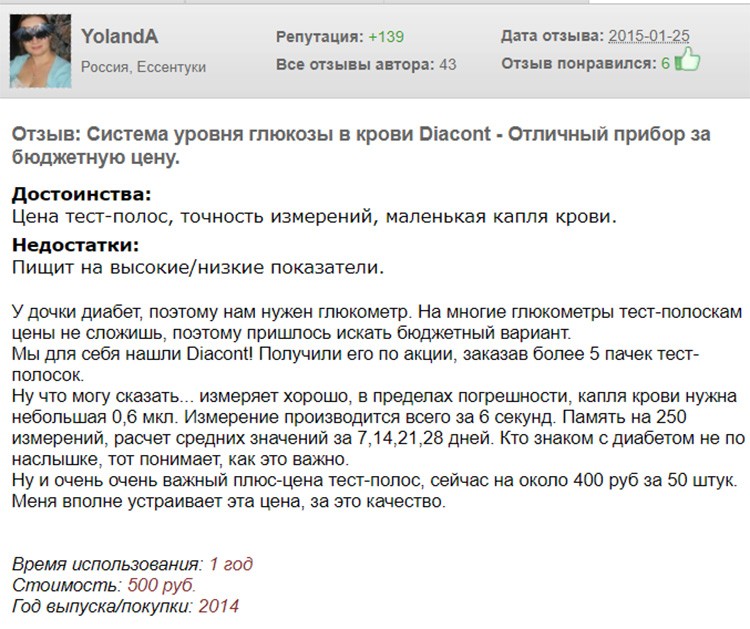 YolandA
Россия, Ессентуки
Репутация: +139
Все отзывы автора: 43
Дата отзыва: 2015-01-25
Отзыв понравился: 6
Отзыв: Система уровня глюкозы в крови Diacont - Отличный прибор за
бюджетную цену.
Достоинства:
Цена тест-полос, точность измерений, маленькая капля крови.
Недостатки:
Пищит на высокие/низкие показатели.
У дочки диабет, поэтому нам нужен глюкометр. На многие глюкометры тест-полоскам
цены не сложишь, поэтому пришлось искать бюджетный вариант.
Мы для себя нашли Diacont! Получили его по акции, заказав более 5 пачек тест-
полосок.
Ну что могу сказать... измеряет хорошо, в пределах погрешности, капля крови нужна
небольшая 0,6 мкл. Измерение производится всего за 6 секунд. Память на 250
измерений, расчет средних значений за 7,14,21,28 дней. Кто знаком с диабетом не по
наслышке, тот понимает, как это важно.
Ну и очень очень важный плюс-цена тест-полос, сейчас на около 400 руб за 50 штук.
Меня вполне устраивает эта цена, за это качество.
Время использования: 1 год
Стоимость: 500 руб.
Год выпуска/покупки: 2014